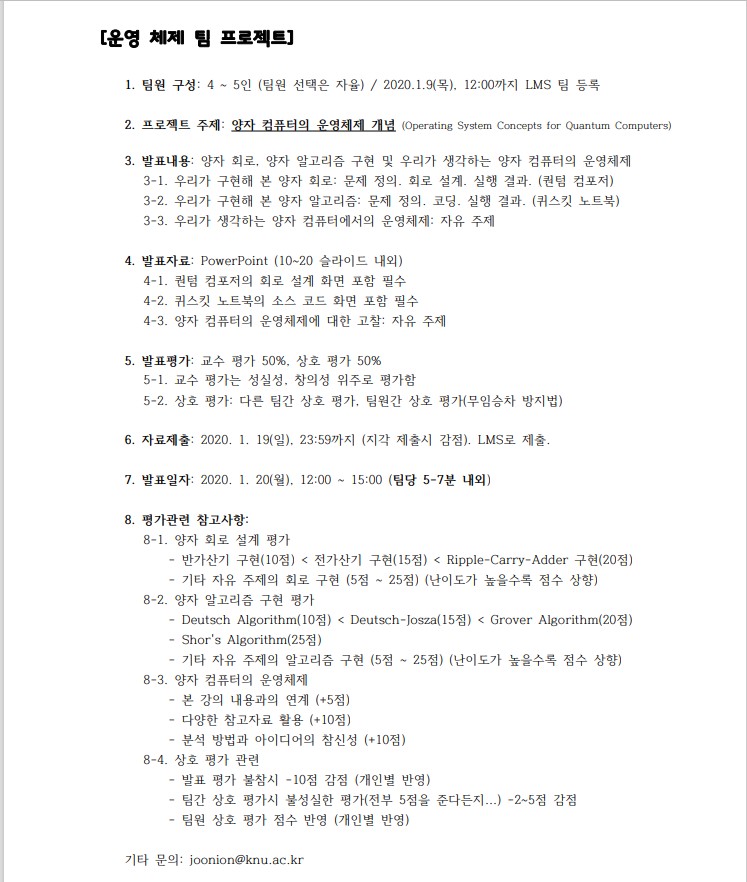 [운영 체제 팀 프로젝트]
1. 팀원 구성: 4 ~ 5인 (팀원 선택은 자율) / 2020.1.9(목), 12:00까지 LMS 팀 등록
2. 프로젝트 주제: 양자 컴퓨터의 운영체제 개념 (Operating System Concepts for Quantum Computers)
3. 발표내용: 양자 회로, 양자 알고리즘 구현 및 우리가 생각하는 양자 컴퓨터의 운영체제
3-1. 우리가 구현해 본 양자 회로: 문제 정의. 회로 설계. 실행 결과. (퀀텀 컴포저)
3-2. 우리가 구현해 본 양자 알고리즘: 문제 정의. 코딩. 실행 결과. (퀴스킷 노트북)
3-3. 우리가 생각하는 양자 컴퓨터에서의 운영체제: 자유 주제
4. 발표자료: PowerPoint (10~20 슬라이드 내외)
4-1. 퀀텀 컴포저의 회로 설계 화면 포함 필수
4-2. 퀴스킷 노트북의 소스 코드 화면 포함 필수
4-3. 양자 컴퓨터의 운영체제에 대한 고찰: 자유 주제
5. 발표평가: 교수 평가 50%, 상호 평가 50%
5-1. 교수 평가는 성실성, 창의성 위주로 평가함
5-2. 상호 평가: 다른 팀간 상호 평가, 팀원간 상호 평가(무임승차 방지법)
6. 자료제출: 2020. 1. 19(일), 23:59까지 (지각 제출시 감점). LMS로 제출.
7. 발표일자: 2020. 1. 20(월), 12:00 ~ 15:00 (팀당 5-7분 내외)
8. 평가관련 참고사항:
8-1. 양자 회로 설계 평가
- 반가산기 구현(10점) < 전가산기 구현(15점) < Ripple-Carry-Adder 구현(20점)
- 기타 자유 주제의 회로 구현 (5점 ~ 25점) (난이도가 높을수록 점수 상향)
8-2. 양자 알고리즘 구현 평가
- Deutsch Algorithm(10점) < Deutsch-Josza(15점) < Grover Algorithm(20점)
- Shor's Algorithm(25점)
- 기타 자유 주제의 알고리즘 구현 (5점 ~ 25점) (난이도가 높을수록 점수 상향)
8-3. 양자 컴퓨터의 운영체제
- 본 강의 내용과의 연계 (+5점)
- 다양한 참고자료 활용 (+10점)
- 분석 방법과 아이디어의 참신성 (+10점)
8-4. 상호 평가 관련
- 발표 평가 불참시 -10점 감점 (개인별 반영)
- 팀간 상호 평가시 불성실한 평가(전부 5점을 준다든지...) -2~5점 감점
- 팀원 상호 평가 점수 반영 (개인별 반영)
기타 문의: joonion@knu.ac.kr